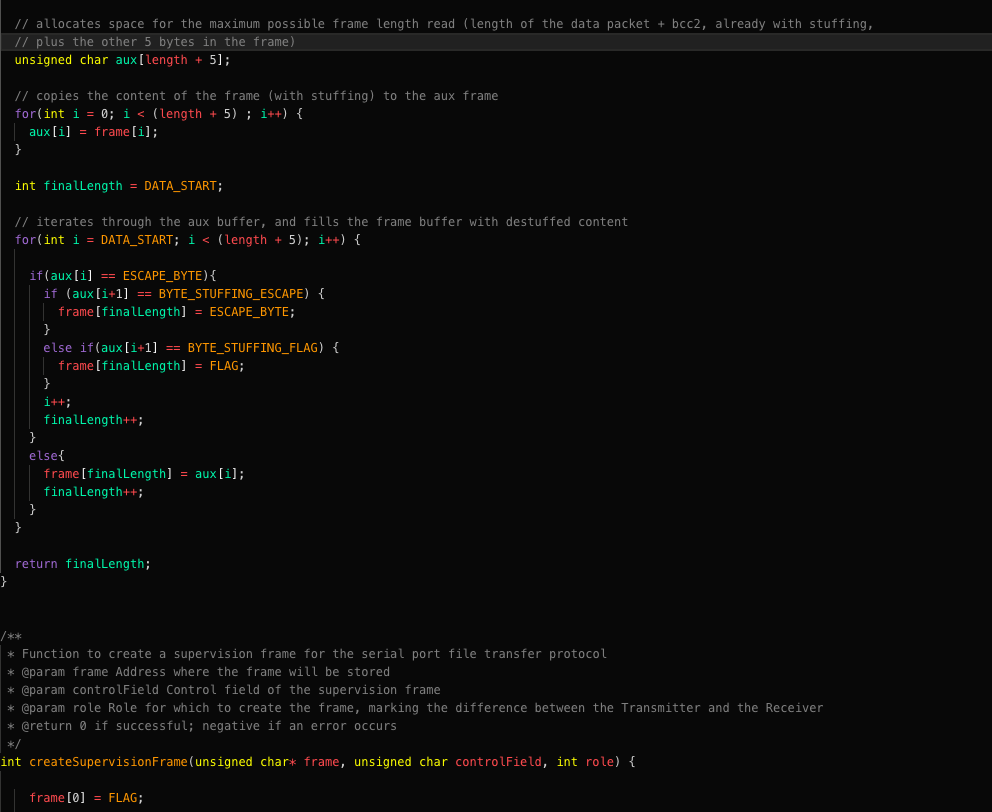 // allocates space for the maximum possible frame length read (length of the data packet + bcc2, already with stuffing,
// plus the other 5 bytes in the frame)
unsigned char aux[length + 5];
// copies the content of the frame (with stuffing) to the aux frame
for(int i = 0; i < (length + 5) ; i++) {
aux[i] = frame[i];
}
int finalLength = DATA_START;
// iterates through the aux buffer, and fills the frame buffer with destuffed content
for(int i = DATA_START; i < (length + 5); i++) {
if(aux[i] == ESCAPE_BYTE){
if (aux[i+1] == BYTE_STUFFING_ESCAPE) {
frame[finalLength] = ESCAPE_BYTE;
}
else if(aux[i+1] == BYTE_STUFFING_FLAG) {
frame[finalLength] = FLAG;
}
i++;
finalLength++;
}
else{
frame[finalLength] = aux[i];
finalLength++;
}
}
return finalLength;
}
/**
* Function to create a supervision frame for the serial port file transfer protocol
* @param frame Address where the frame will be stored
* @param controlField Control field of the supervision frame
* @param role Role for which to create the frame, marking the difference between the Transmitter and the Receiver
* @return 0 if successful; negative if an error occurs
*/
int createSupervisionFrame(unsigned char* frame, unsigned char controlField, int role) {
frame[0] = FLAG;